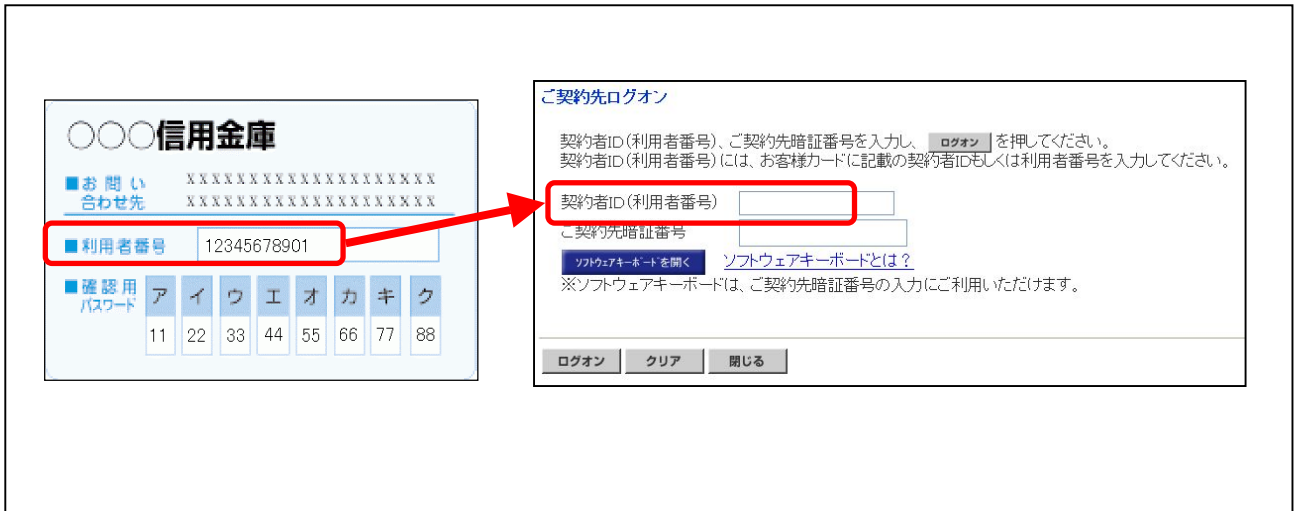 ○○○信用金庫
■お問い XXXXXXXXXXXXXXXXXXXX
合わせ先 XXXXXXXXXXXXXXXXXXXX
■利用者番号 12345678901
■確認用
パスワード
ア イ ウ エ オ カ キ ク
11 22 33 44 55 66 77 88
ご契約先ログオン
契約者ID(利用者番号)、ご契約先暗証番号を入力し、 ログオン を押してください。
契約者ID(利用者番号)には、お客様カードに記載の契約者IDもしくは利用者番号を入力してください。
契約者ID(利用者番号)
ご契約先暗証番号
ソフトウェアキーボードを開く ソフトウェアキーボードとは？
※ソフトウェアキーボードは、ご契約先暗証番号の入力にご利用いただけます。
ログオン クリア 閉じる